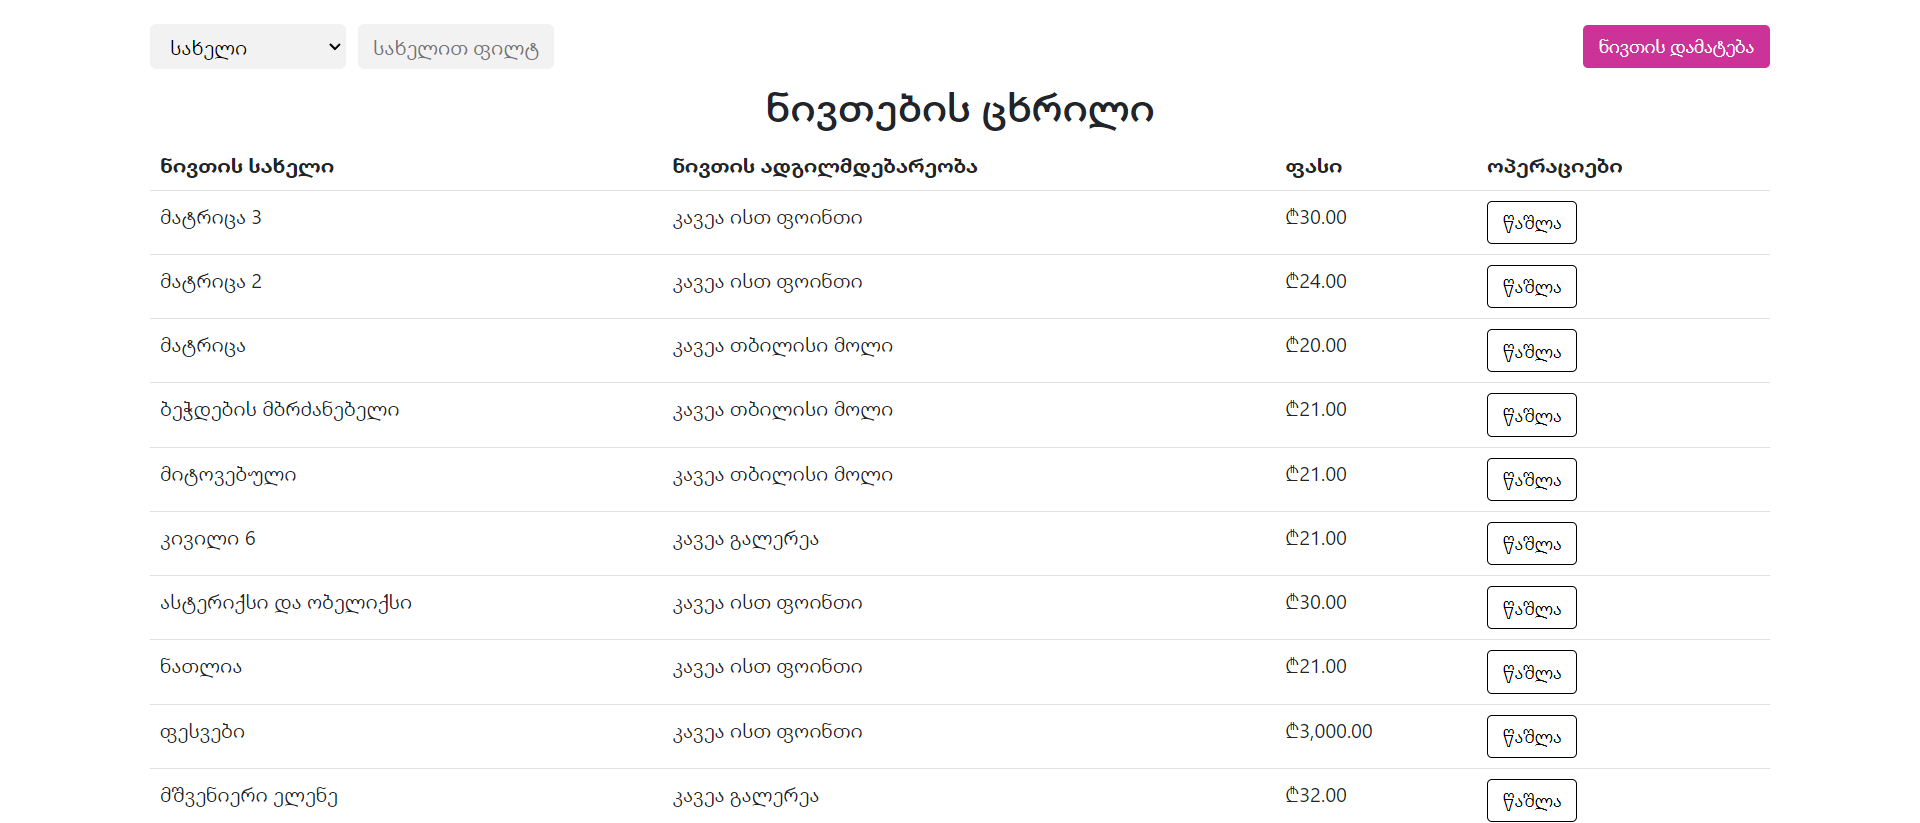 სახელი სახელით ფილტ ნივთის დამატება
ნივთების ცხრილი
ნივთის სახელი ნივთის ადგილმდებარეობა ფასი ოპერაციები
მატრიცა 3 კავეა ისთ ფოინთი ₾30.00 წაშლა
მატრიცა 2 კავეა ისთ ფოინთი ₾24.00 წაშლა
მატრიცა კავეა თბილისი მოლი ₾20.00 წაშლა
ბეჭდების მბრძანებელი კავეა თბილისი მოლი ₾21.00 წაშლა
მიტოვებული კავეა თბილისი მოლი ₾21.00 წაშლა
კივილი 6 კავეა გალერეა ₾21.00 წაშლა
ასტერიქსი და ობელიქსი კავეა ისთ ფოინთი ₾30.00 წაშლა
ნათლია კავეა ისთ ფოინთი ₾21.00 წაშლა
ფესვები კავეა ისთ ფოინთი ₾3,000.00 წაშლა
მშვენიერი ელენე კავეა გალერეა ₾32.00 წაშლა